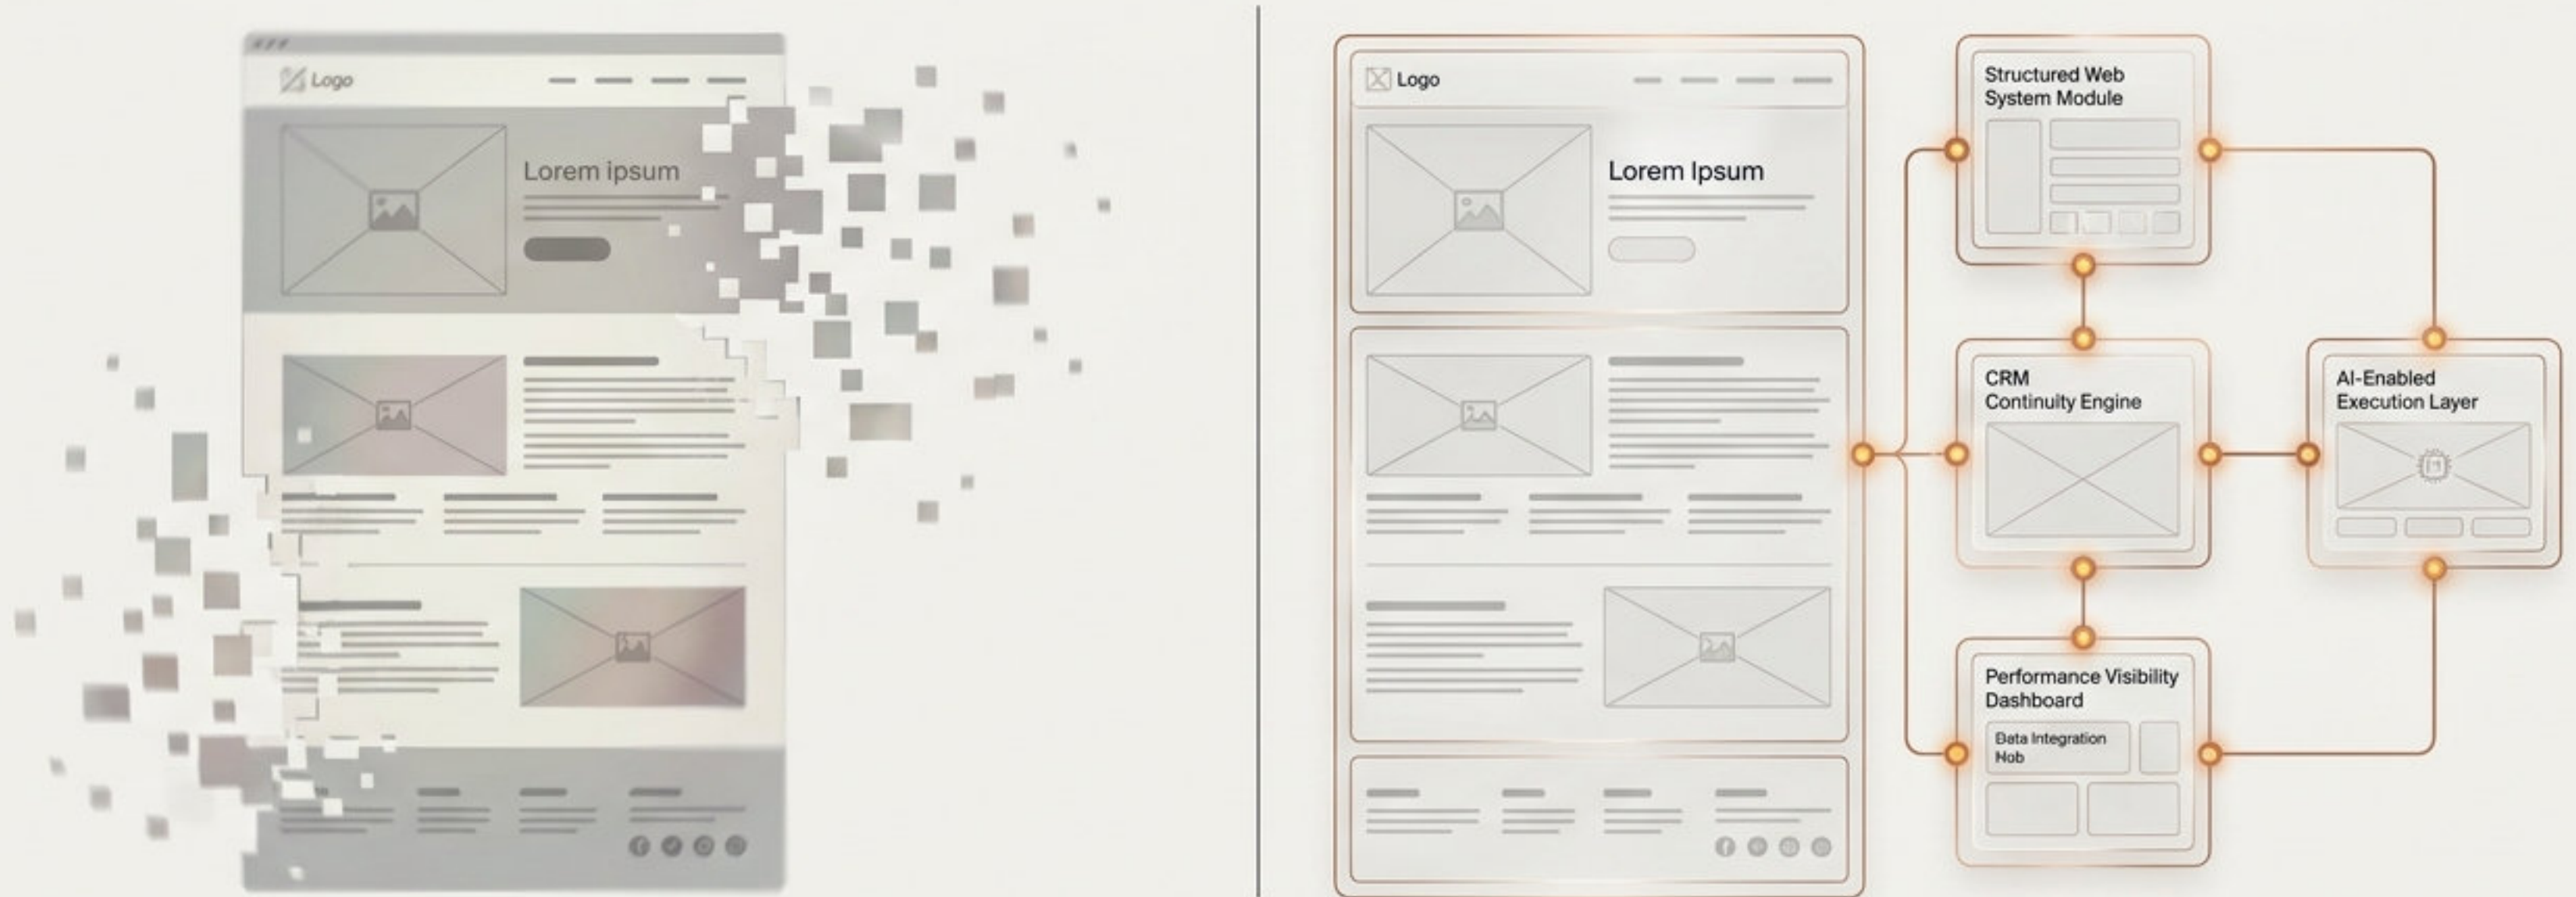 Logo
Lorem ipsum
Logo
Lorem Ipsum
Structured Web
System Module
CRM
Continuity Engine
AI-Enabled
Execution Layer
Performance Visibility
Dashboard
Data Integration
Nob